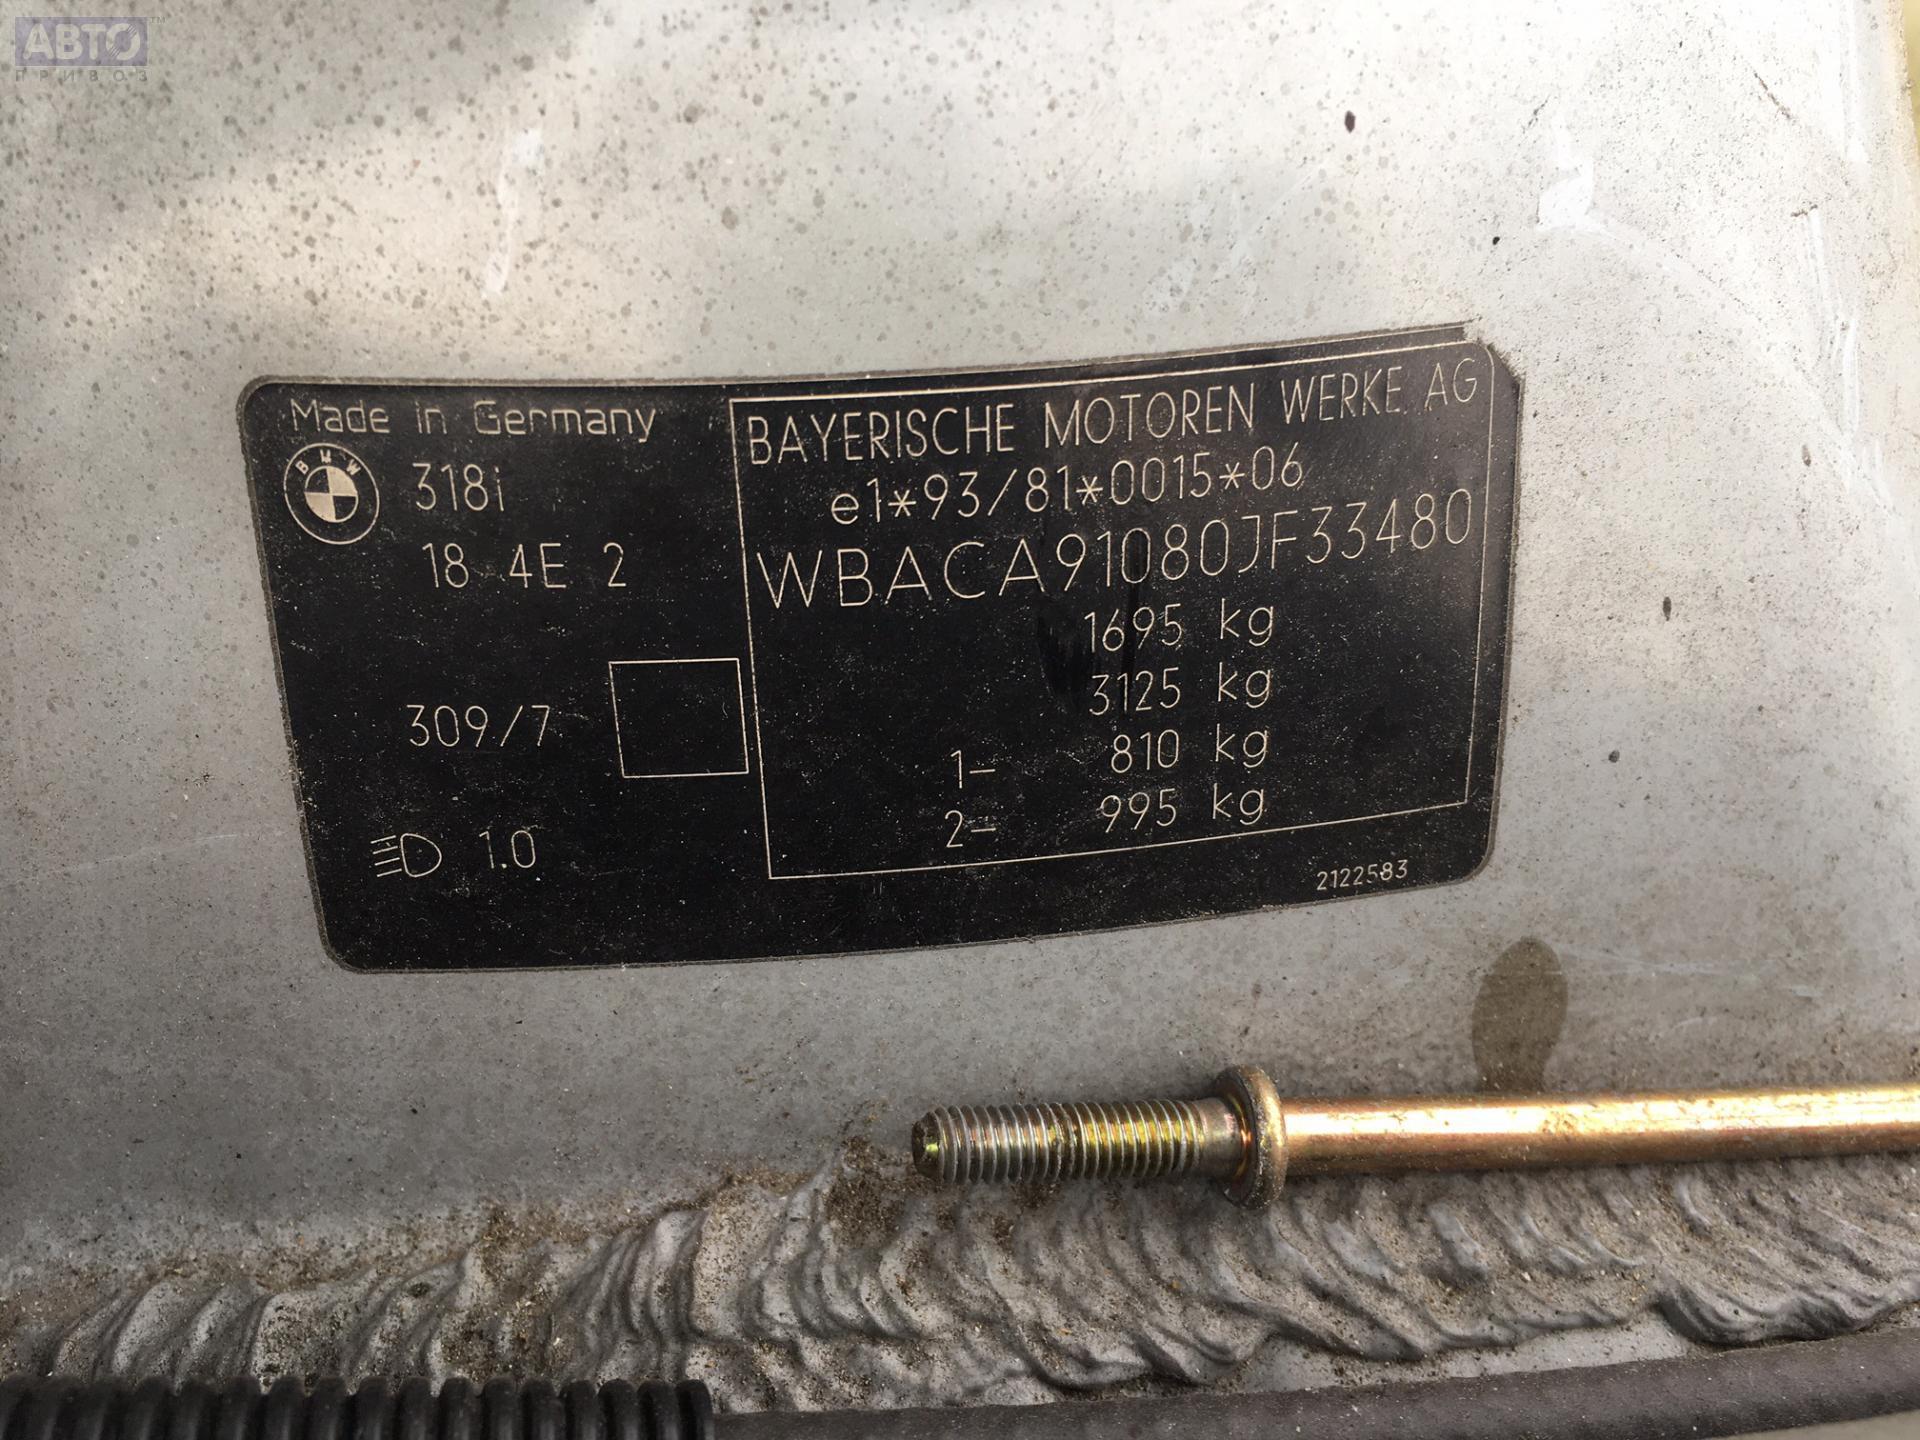 АВТО™
ПРИВОЗ
Made in Germany
BMW
318i
18 4E 2
309/7
1.0
BAYERISCHE MOTOREN WERKE AG
e1*93/81*0015*06
WBACA91080JF33480
1695 kg
3125 kg
1- 810 kg
2- 995 kg
2122583